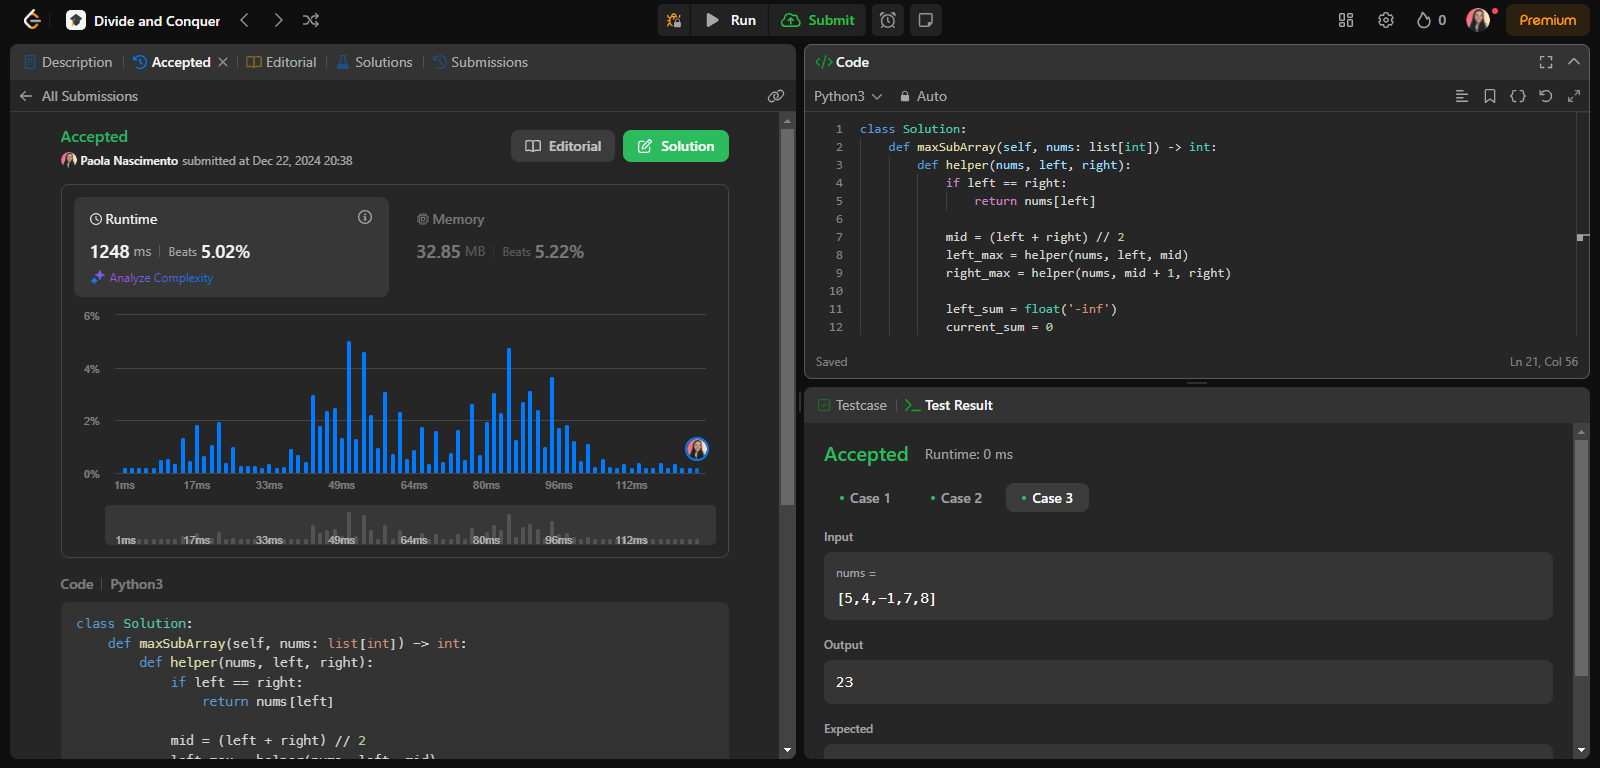 Divide and Conquer
Run
Submit
0
Premium
Description
Accepted
Editorial
Solutions
Submissions
All Submissions
Accepted
Paola Nascimento submitted at Dec 22, 2024 20:38
Editorial
Solution
Runtime
1248 ms
Beats 5.02%
Analyze Complexity
Memory
32.85 MB
Beats 5.22%
6%
4%
2%
0%
1ms 17ms 33ms 49ms 64ms 80ms 96ms 112ms
1ms 17ms 33ms 49ms 64ms 80ms 96ms 112ms
Code
Python3
class Solution:
def maxSubArray(self, nums: list[int]) -> int:
def helper(nums, left, right):
if left == right:
return nums[left]
mid = (left + right) // 2
left_max = helper(nums, left, mid)
</> Code
Python3
Auto
1 class Solution:
2 def maxSubArray(self, nums: list[int]) -> int:
3 def helper(nums, left, right):
4 if left == right:
5 return nums[left]
6
7 mid = (left + right) // 2
8 left_max = helper(nums, left, mid)
9 right_max = helper(nums, mid + 1, right)
10
11 left_sum = float('-inf')
12 current_sum = 0
Saved
Ln 21, Col 56
Testcase
Test Result
Accepted
Runtime: 0 ms
Case 1
Case 2
Case 3
Input
nums =
[5,4,-1,7,8]
Output
23
Expected